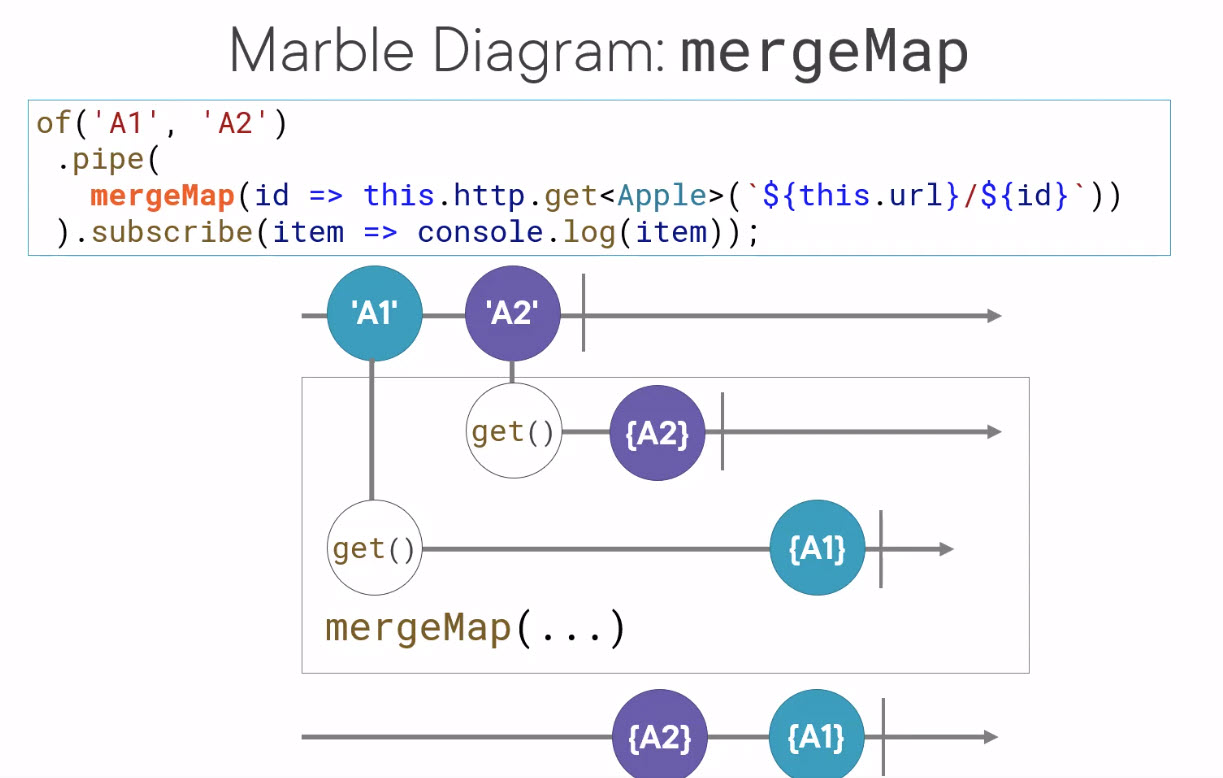 Marble Diagram: mergeMap
of('A1', 'A2')
.pipe(
mergeMap(id => this.http.get<Apple>(`${this.url}/${id}`))
).subscribe(item => console.log(item));
'A1' 'A2'
get() {A2}
get() {A1}
mergeMap(...)
{A2} {A1}